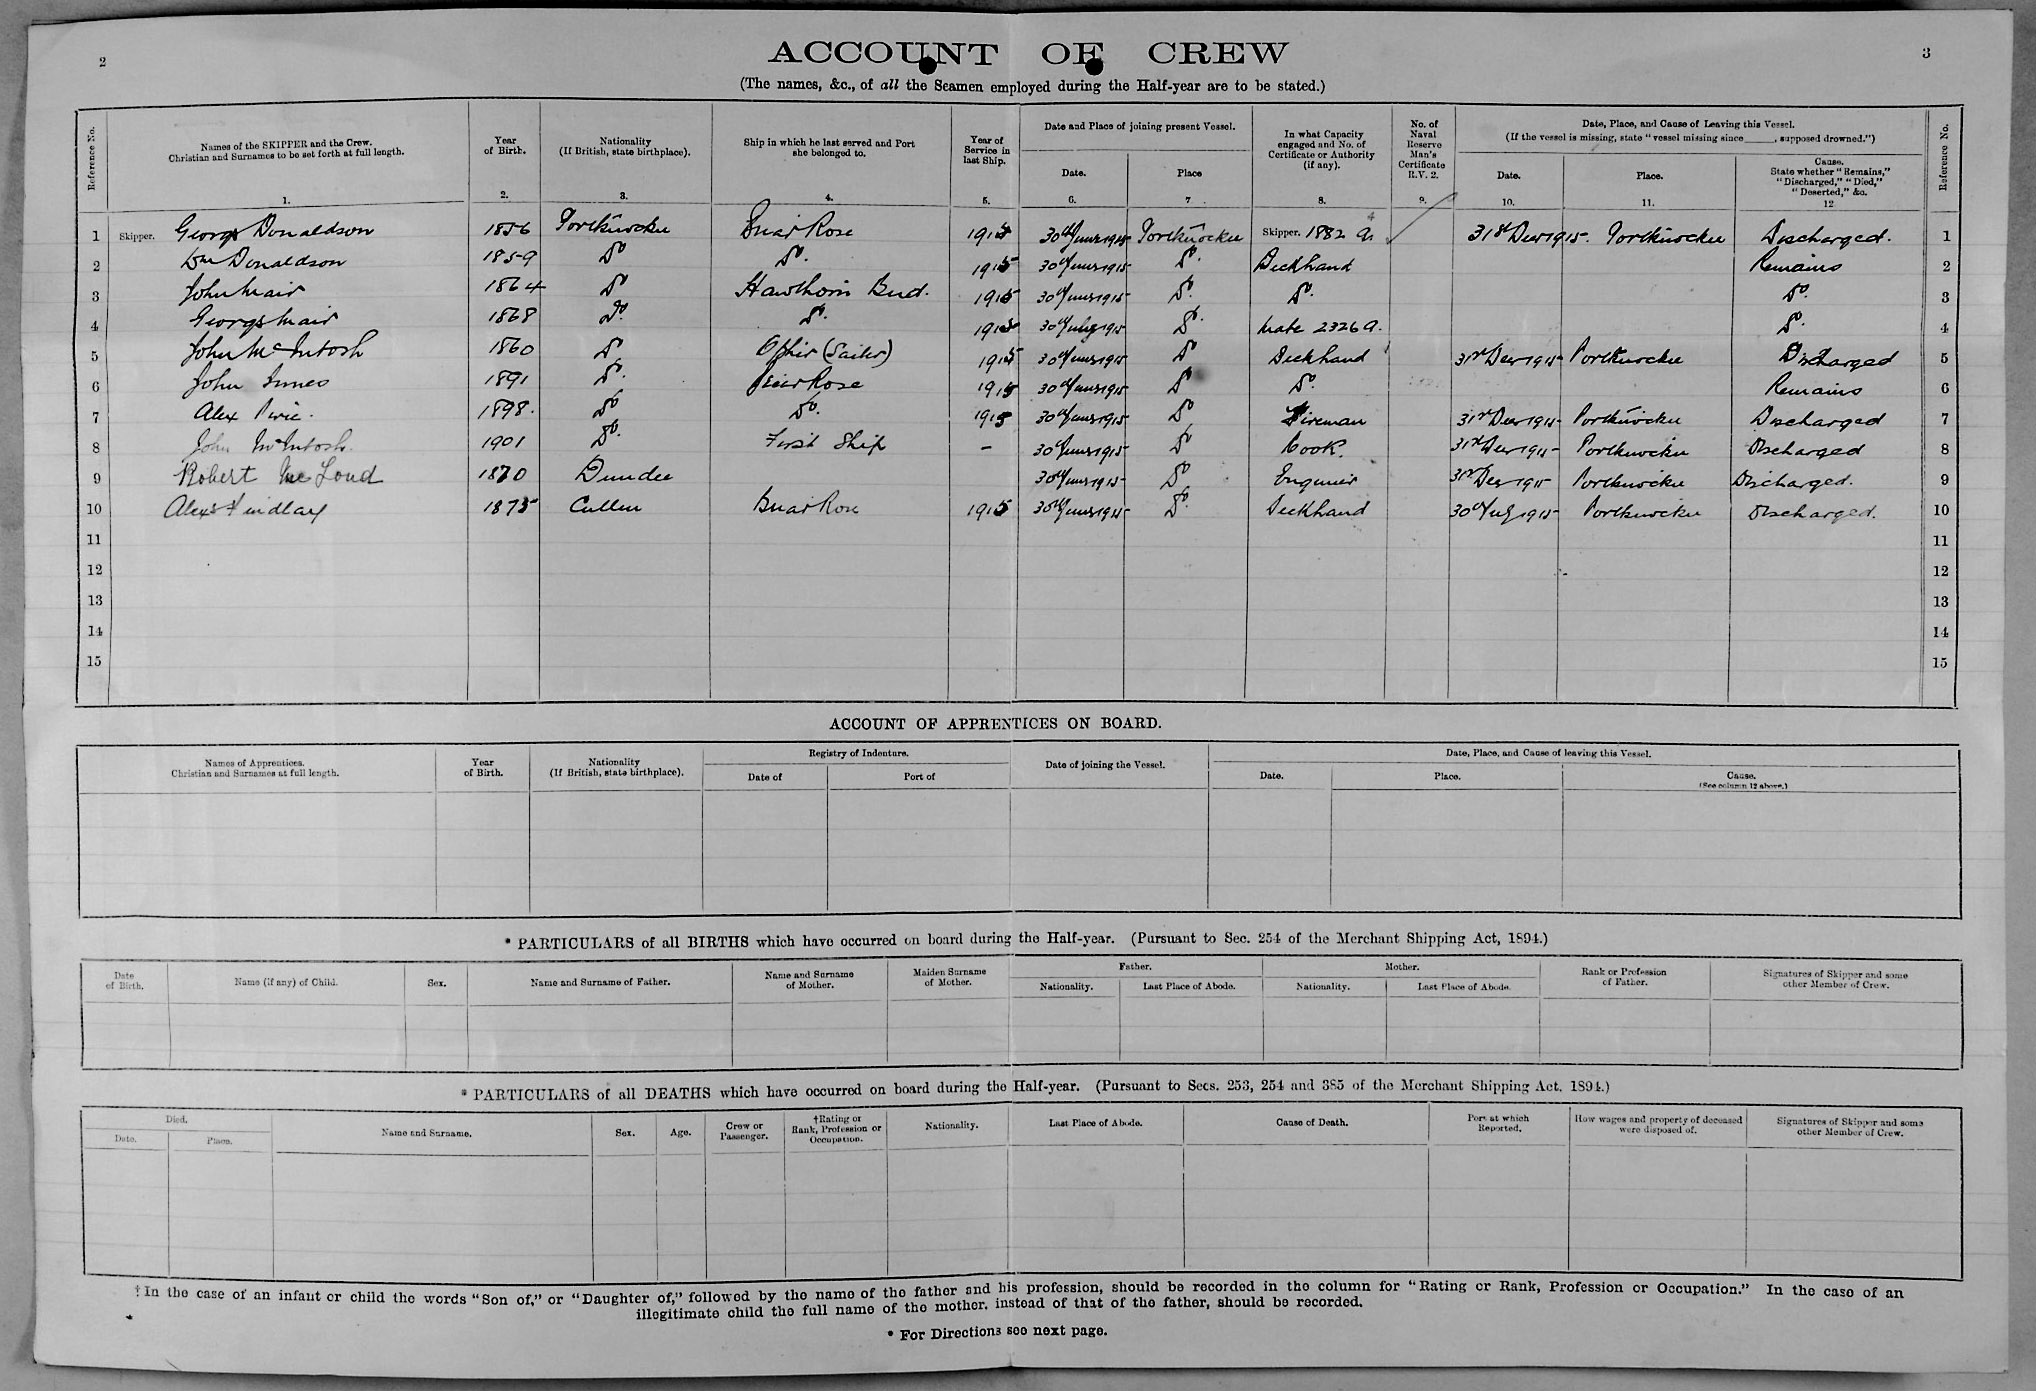 2
ACCOUNT OF CREW
3
(The names, &c., of all the Seamen employed during the Half-year are to be stated.)
Reference No.
Names of the SKIPPER and the Crew.
Christian and Surnames to be set forth at full length.
1.
Year
of Birth.
2.
Nationality
(If British, state birthplace).
3.
Ship in which he last served and Port
she belonged to.
4.
Year of
Service in
last Ship.
5.
Date and Place of joining present Vessel.
Date.
6.
Place
7.
In what Capacity
engaged and No. of
Certificate or Authority
(if any).
8.
No. of
Naval
Reserve
Man's
Certificate
R.V. 2.
9.
Date, Place, and Cause of Leaving this Vessel.
(If the vessel is missing, state "vessel missing since____, supposed drowned.")
Date.
10.
Place.
11.
Cause.
State whether "Remains,"
"Discharged," "Died,"
"Deserted," &c.
12
Reference No.
1 Skipper. George Donaldson 1856 Portknockie Briar Rose 1915 30th June 1915 Portknockie Skipper. 1882 31st Decr 1915. Portknockie Discharged. 1
2 Wm Donaldson 1859 Do Do. 1915 30th June 1915 Do. Deckhand Remains 2
3 John Mair 1864 Do Hawthorn Bud. 1915 30th June 1915 Do. Do. Do. 3
4 George Mair 1868 Do. Do. 1915 30th July 1915 Do. Mate 2326 Do. 4
5 John McIntosh 1860 Do Ophir (Sailer) 1915 30th June 1915 Do Deckhand 31st Decr 1915 Portknockie Discharged 5
6 John Innes 1891 Do. Briar Rose 1915 30th June 1915 Do Do. Remains 6
7 Alex Pirie. 1898. Do Do. 1915 30th June 1915 Do Fireman 31st Decr 1915 Portknockie Discharged 7
8 John McIntosh. 1901 Do. First Ship – 30th June 1915 Do Cook. 31st Decr 1915 Portknockie Discharged 8
9 Robert Mc Loud 1870 Dundee 30th June 1915 Do Engineer 31st Decr 1915 Portknockie Discharged. 9
10 Alexr Findlay 1875 Cullen Briar Rose 1915 30th June 1915 Do. Deckhand 30th July 1915 Portknockie Discharged. 10
11 11
12 12
13 13
14 14
15 15
ACCOUNT OF APPRENTICES ON BOARD.
Names of Apprentices.
Christian and Surnames at full length.
Year
of Birth.
Nationality
(If British, state birthplace).
Registry of Indenture.
Date of
Port of
Date of joining the Vessel.
Date, Place, and Cause of leaving this Vessel.
Date.
Place.
Cause.
(See column 12 above.)
* PARTICULARS of all BIRTHS which have occurred on board during the Half-year. (Pursuant to Sec. 254 of the Merchant Shipping Act, 1894.)
Date
of Birth.
Name (if any) of Child.
Sex.
Name and Surname of Father.
Name and Surname
of Mother.
Maiden Surname
of Mother.
Father.
Nationality.
Last Place of Abode.
Mother.
Nationality.
Last Place of Abode.
Rank or Profession
of Father.
Signatures of Skipper and some
other Member of Crew.
* PARTICULARS of all DEATHS which have occurred on board during the Half-year. (Pursuant to Secs. 253, 254 and 385 of the Merchant Shipping Act. 1894.)
Died.
Date.
Place.
Name and Surname.
Sex.
Age.
Crew or
Passenger.
†Rating or
Rank, Profession or
Occupation.
Nationality.
Last Place of Abode.
Cause of Death.
Port at which
Reported.
How wages and property of deceased
were disposed of.
Signatures of Skipper and some
other Member of Crew.
†In the case of an infant or child the words "Son of," or "Daughter of," followed by the name of the father and his profession, should be recorded in the column for "Rating or Rank, Profession or Occupation." In the case of an
illegitimate child the full name of the mother, instead of that of the father, should be recorded.
* For Directions see next page.